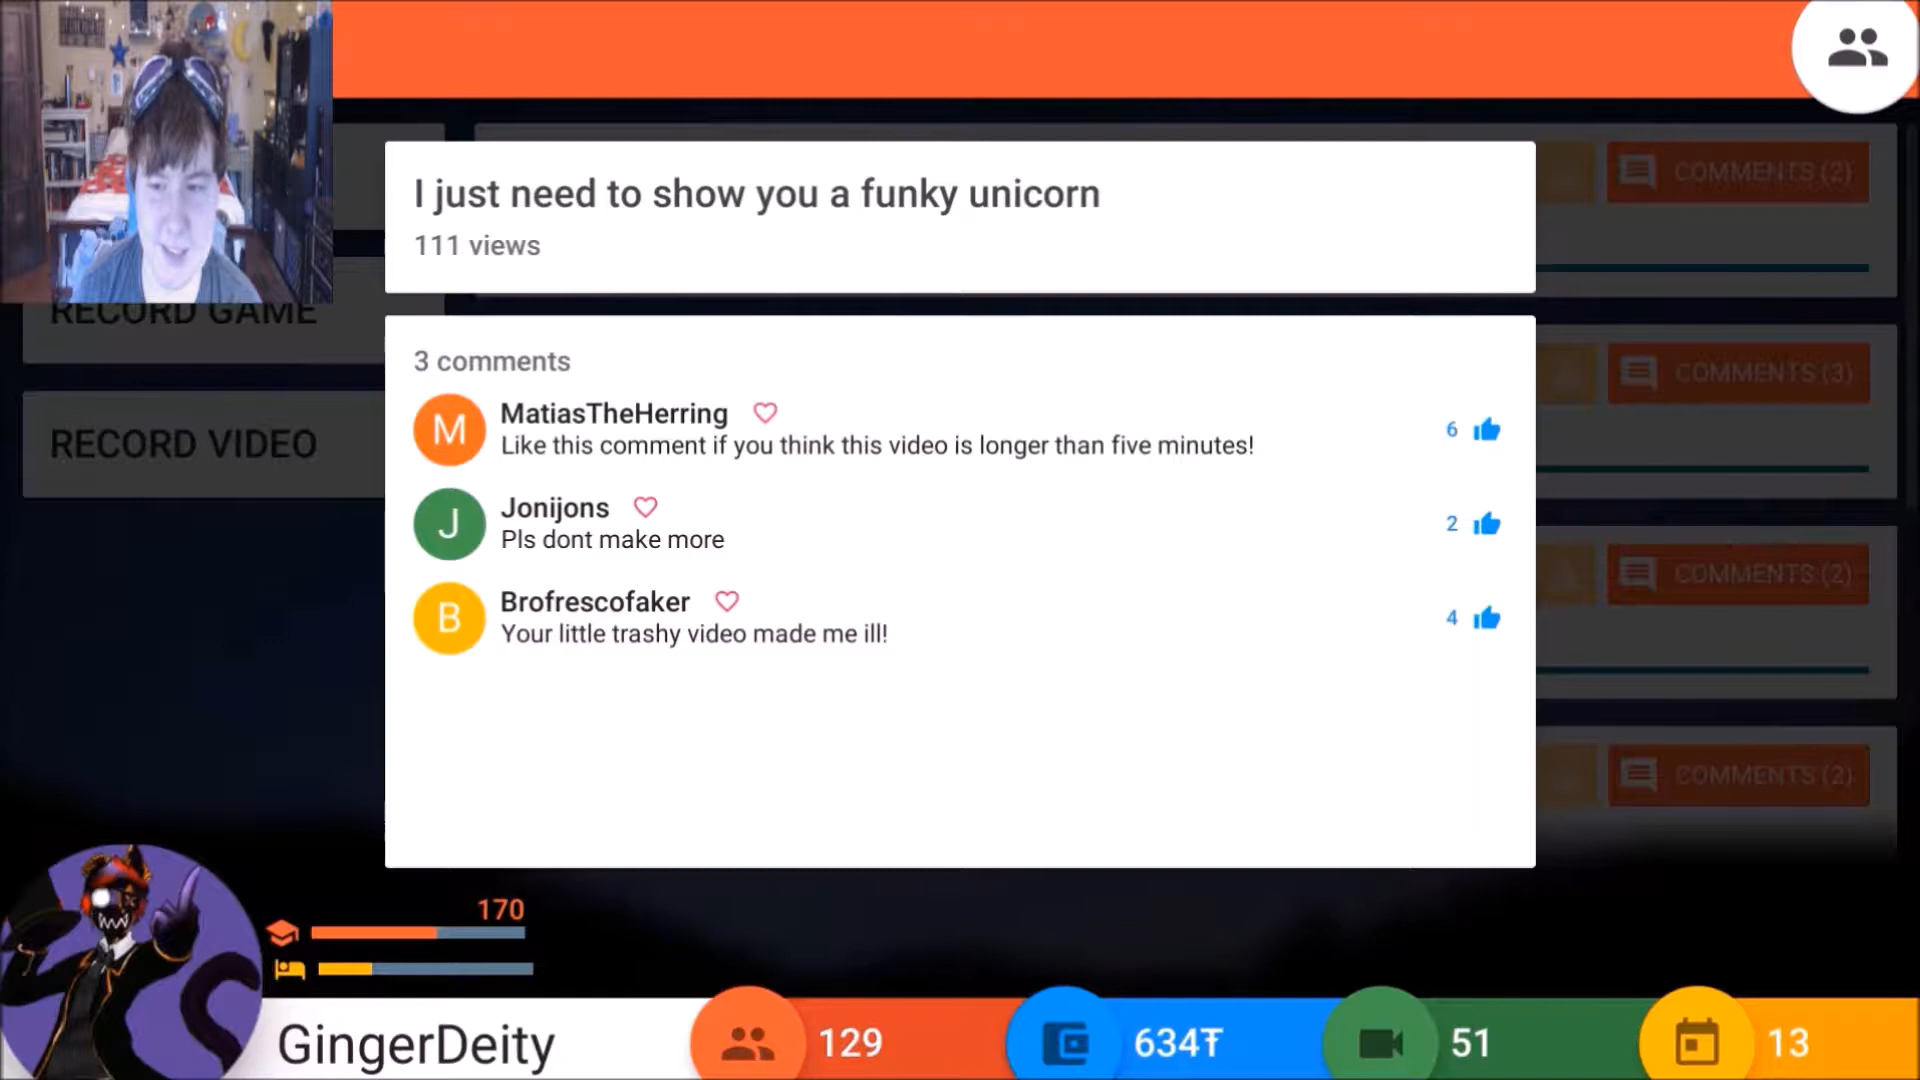 I just need to show you a funky unicorn
111 views
COMMENTS (2)
RECORD GAME
3 comments
MatiasTheHerring
Like this comment if you think this video is longer than five minutes!
6
COMMENTS (3)
RECORD VIDEO
Jonijons
Pls dont make more
2
Brofrescofaker
Your little trashy video made me ill!
4
COMMENTS (2)
COMMENTS (2)
170
GingerDeity
129
634Ŧ
51
13